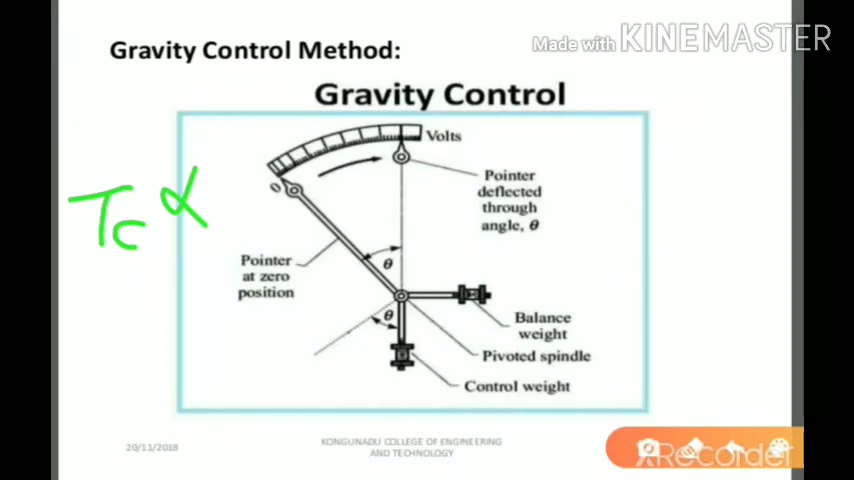 Gravity Control Method:
Made with KINEMASTER
Gravity Control
Volts
0
Pointer
deflected
through
angle, θ
Tc α
Pointer
at zero
position
θ
θ
Balance
weight
Pivoted spindle
Control weight
20/11/2018
KONGUNADU COLLEGE OF ENGINEERING
AND TECHNOLOGY
XRecorder